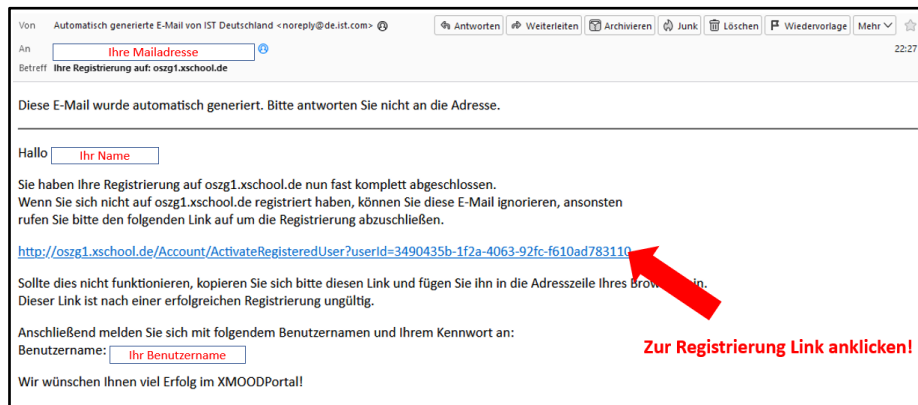 Von Automatisch generierte E-Mail von IST Deutschland <noreply@de.ist.com> Antworten Weiterleiten Archivieren Junk Löschen Wiedervorlage Mehr
An Ihre Mailadresse 22:27
Betreff Ihre Registrierung auf: oszg1.xschool.de
Diese E-Mail wurde automatisch generiert. Bitte antworten Sie nicht an die Adresse.
Hallo Ihr Name
Sie haben Ihre Registrierung auf oszg1.xschool.de nun fast komplett abgeschlossen.
Wenn Sie sich nicht auf oszg1.xschool.de registriert haben, können Sie diese E-Mail ignorieren, ansonsten
rufen Sie bitte den folgenden Link auf um die Registrierung abzuschließen.
http://oszg1.xschool.de/Account/ActivateRegisteredUser?userId=3490435b-1f2a-4063-92fc-f610ad783110
Sollte dies nicht funktionieren, kopieren Sie sich bitte diesen Link und fügen Sie ihn in die Adresszeile Ihres
Dieser Link ist nach einer erfolgreichen Registrierung ungültig.
Anschließend melden Sie sich mit folgendem Benutzernamen und Ihrem Kennwort an:
Zur Registrierung Link anklicken!
Benutzername: Ihr Benutzername
Wir wünschen Ihnen viel Erfolg im XMOODPortal!